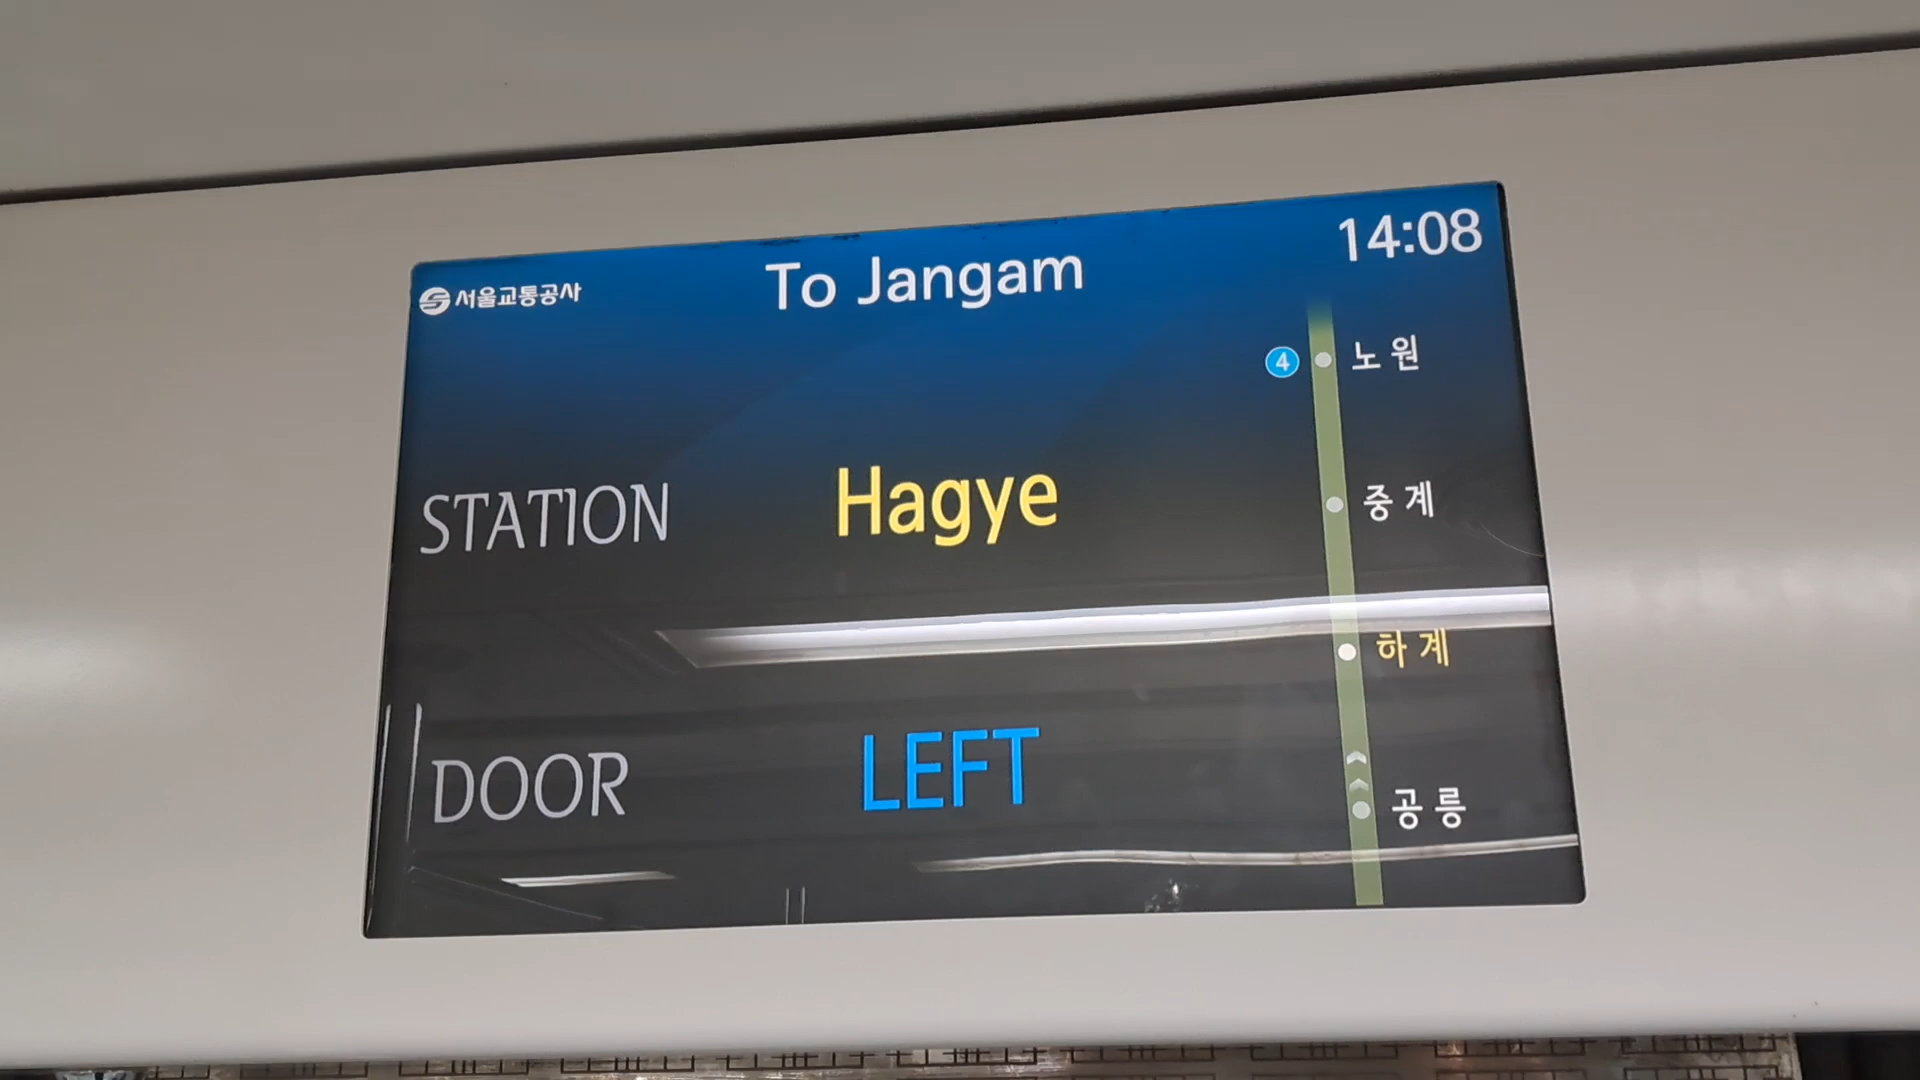 서울교통공사
To Jangam
14:08
4 노원
STATION
Hagye
중계
하계
DOOR
LEFT
공릉